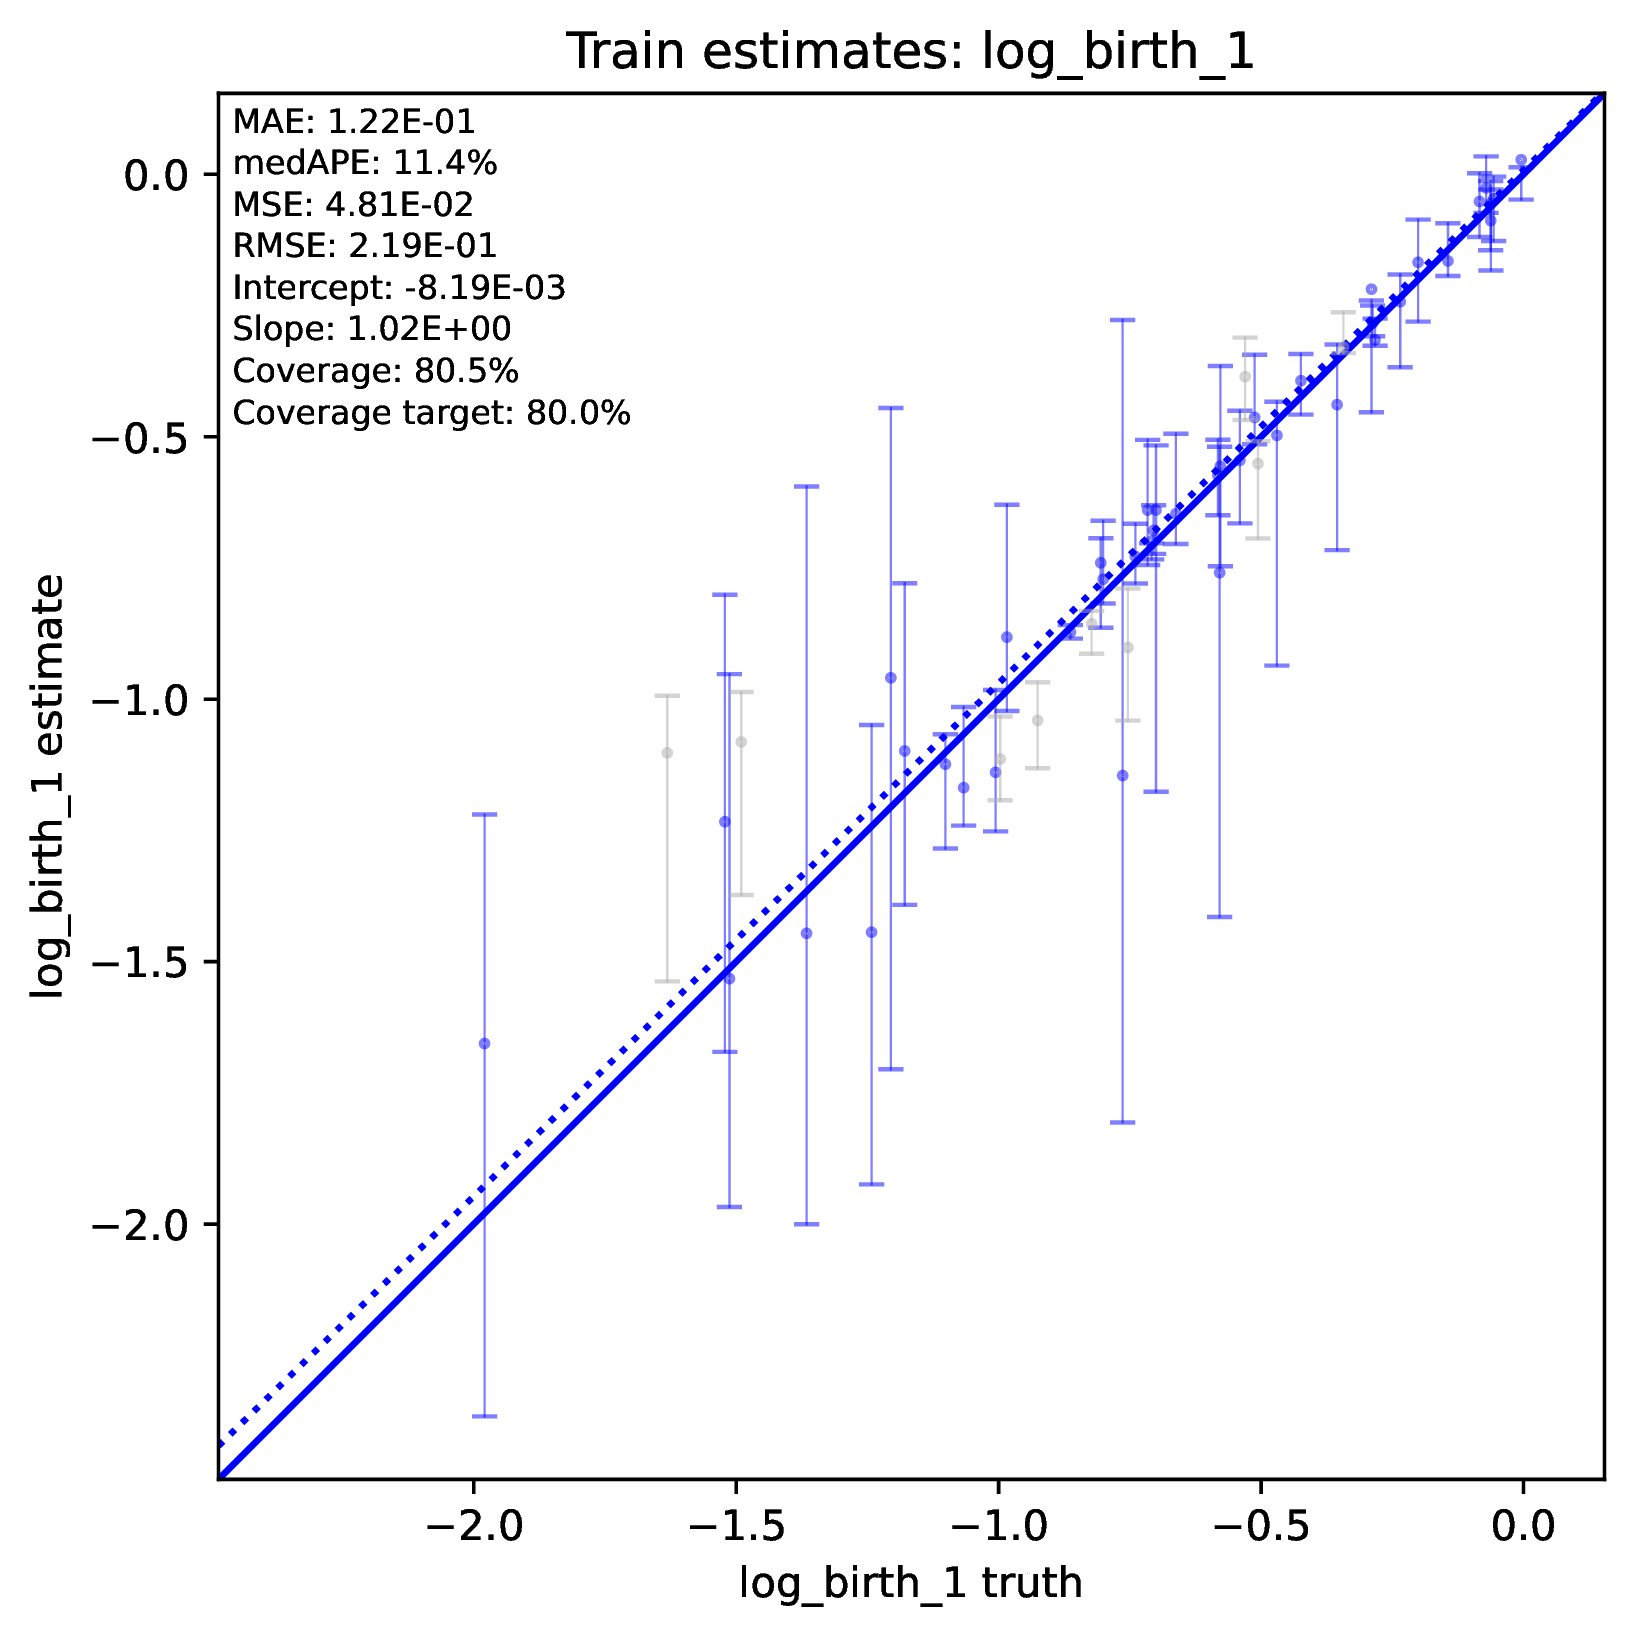 Train estimates: log_birth_1
MAE: 1.22E-01
medAPE: 11.4%
MSE: 4.81E-02
RMSE: 2.19E-01
Intercept: -8.19E-03
Slope: 1.02E+00
Coverage: 80.5%
Coverage target: 80.0%
0.0
−0.5
−1.0
−1.5
−2.0
log_birth_1 estimate
−2.0 −1.5 −1.0 −0.5 0.0
log_birth_1 truth